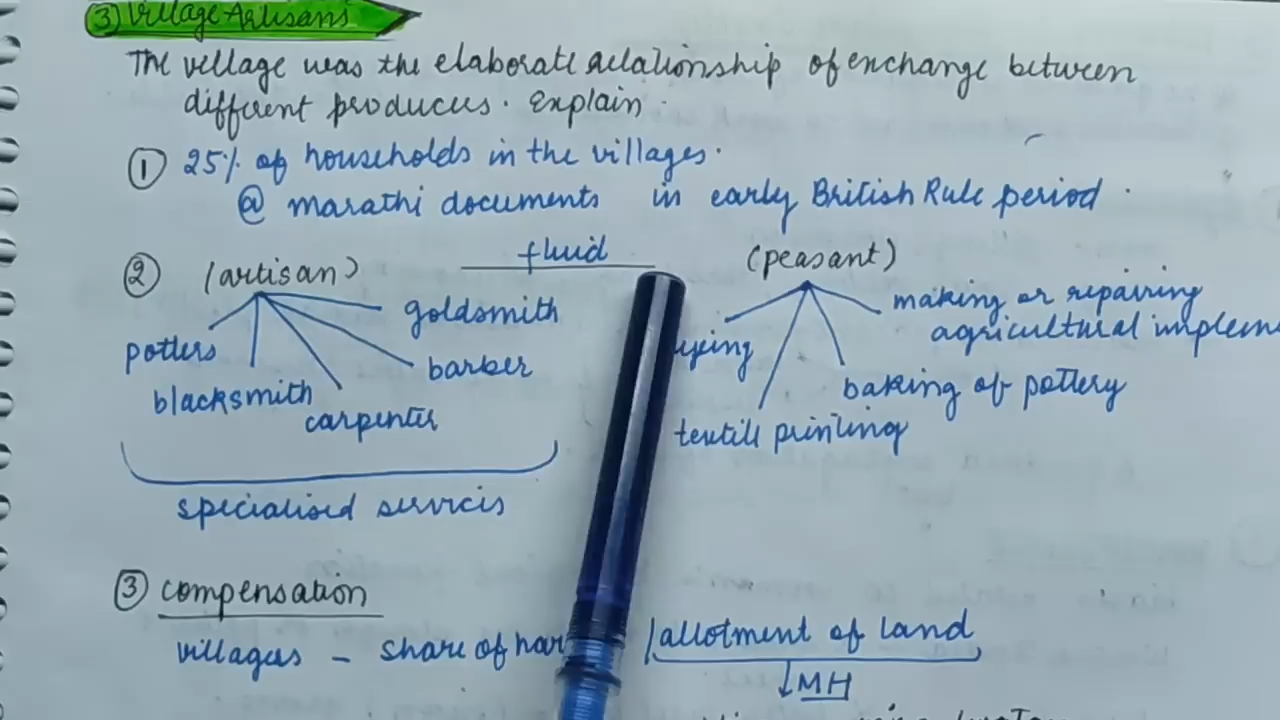 ③ Village Artisans
The village was the elaborate relationship of exchange between
different producers. Explain.
① 25% of households in the villages.
@ marathi documents in early British Rule period.
② (artisan) fluid (peasant)
goldsmith
making or repairing
agricultural
potters
barber
baking of pottery
blacksmith
carpenter
textile printing
specialised services
③ compensation
villagers - share of / allotment of land
↓ MH